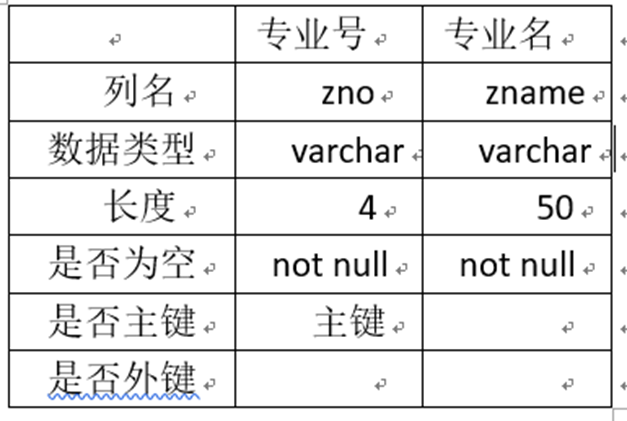 专业号 专业名
列名 zno zname
数据类型 varchar varchar
长度 4 50
是否为空 not null not null
是否主键 主键
是否外键